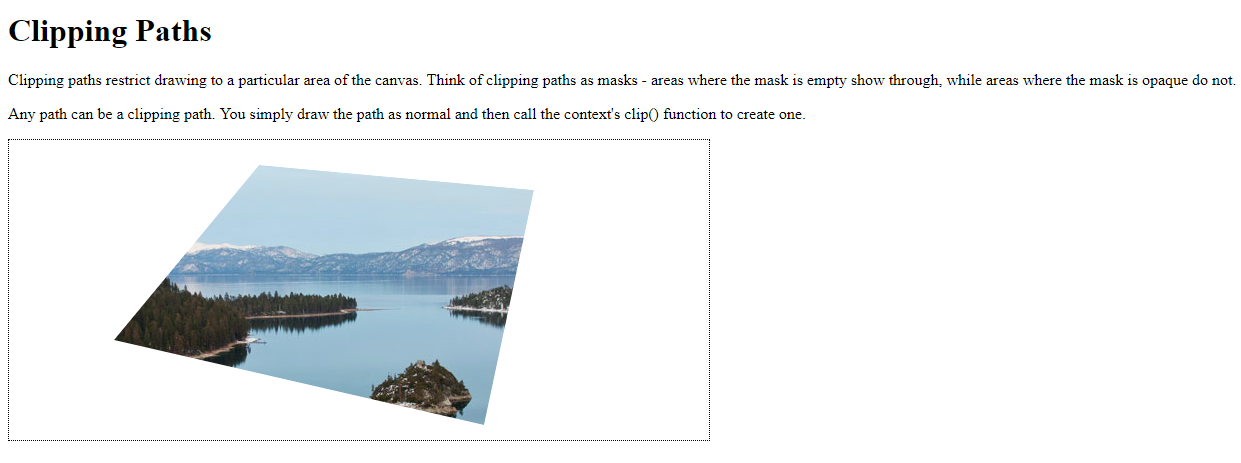 Clipping Paths
Clipping paths restrict drawing to a particular area of the canvas. Think of clipping paths as masks - areas where the mask is empty show through, while areas where the mask is opaque do not.
Any path can be a clipping path. You simply draw the path as normal and then call the context's clip() function to create one.